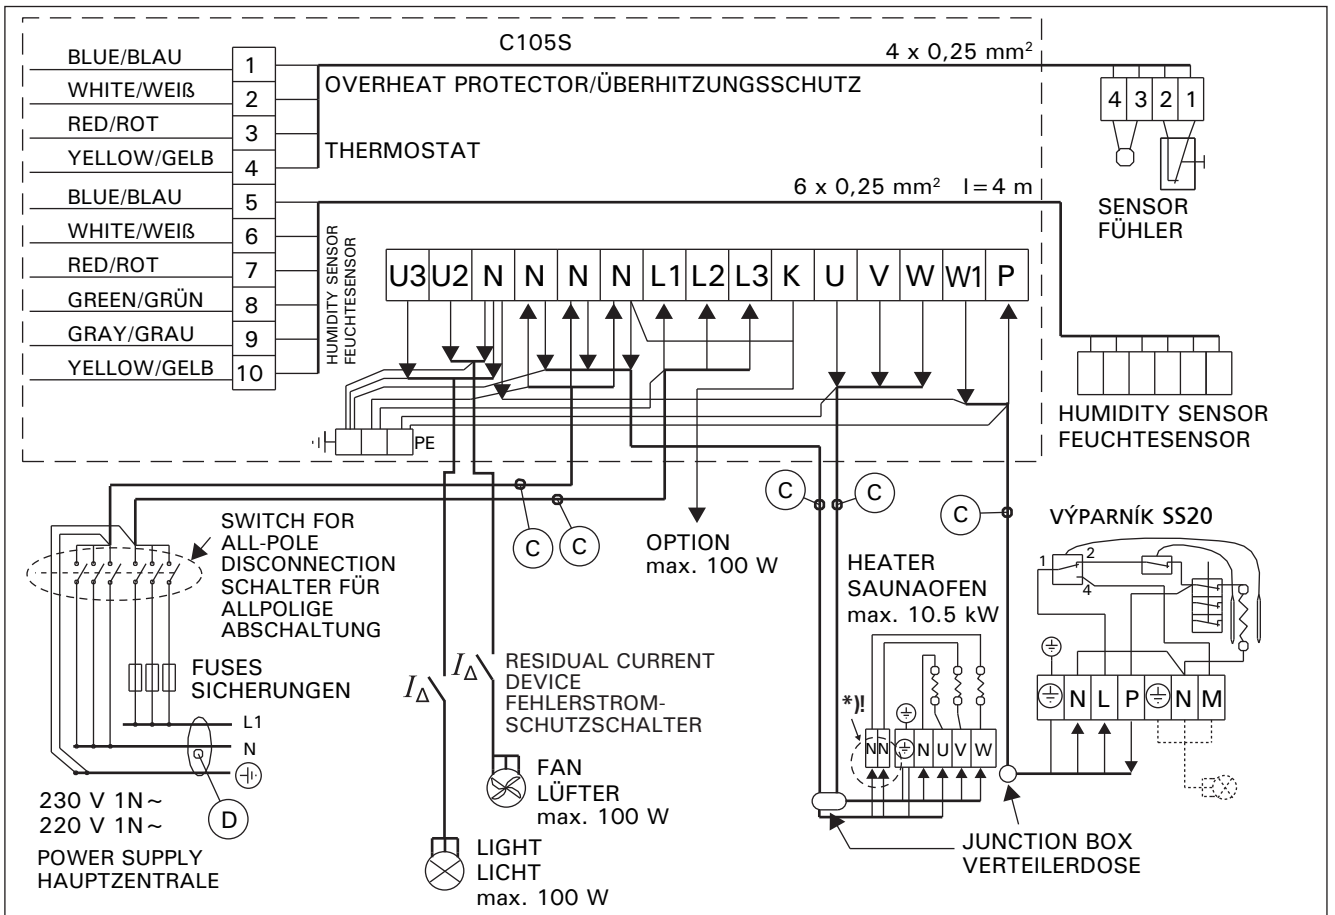 C105S
4 x 0,25 mm²
BLUE/BLAU 1
WHITE/WEIß 2
RED/ROT 3
YELLOW/GELB 4
BLUE/BLAU 5
WHITE/WEIß 6
RED/ROT 7
GREEN/GRÜN 8
GRAY/GRAU 9
YELLOW/GELB 10
OVERHEAT PROTECTOR/ÜBERHITZUNGSSCHUTZ
THERMOSTAT
4 3 2 1
SENSOR
FÜHLER
6 x 0,25 mm² l=4 m
HUMIDITY SENSOR
FEUCHTESENSOR
U3 U2 N N N N L1 L2 L3 K U V W W1 P
HUMIDITY SENSOR
FEUCHTESENSOR
PE
C
C
C
C
C
SWITCH FOR
ALL-POLE
DISCONNECTION
SCHALTER FÜR
ALLPOLIGE
ABSCHALTUNG
OPTION
max. 100 W
HEATER
SAUNAOFEN
max. 10.5 kW
VÝPARNÍK SS20
1 2 4
FUSES
SICHERUNGEN
L1
N
D
230 V 1N~
220 V 1N~
POWER SUPPLY
HAUPTZENTRALE
IΔ
IΔ
RESIDUAL CURRENT
DEVICE
FEHLERSTROM-
SCHUTZSCHALTER
FAN
LÜFTER
max. 100 W
LIGHT
LICHT
max. 100 W
*)!
N N N U V W
N L P N M
JUNCTION BOX
VERTEILERDOSE